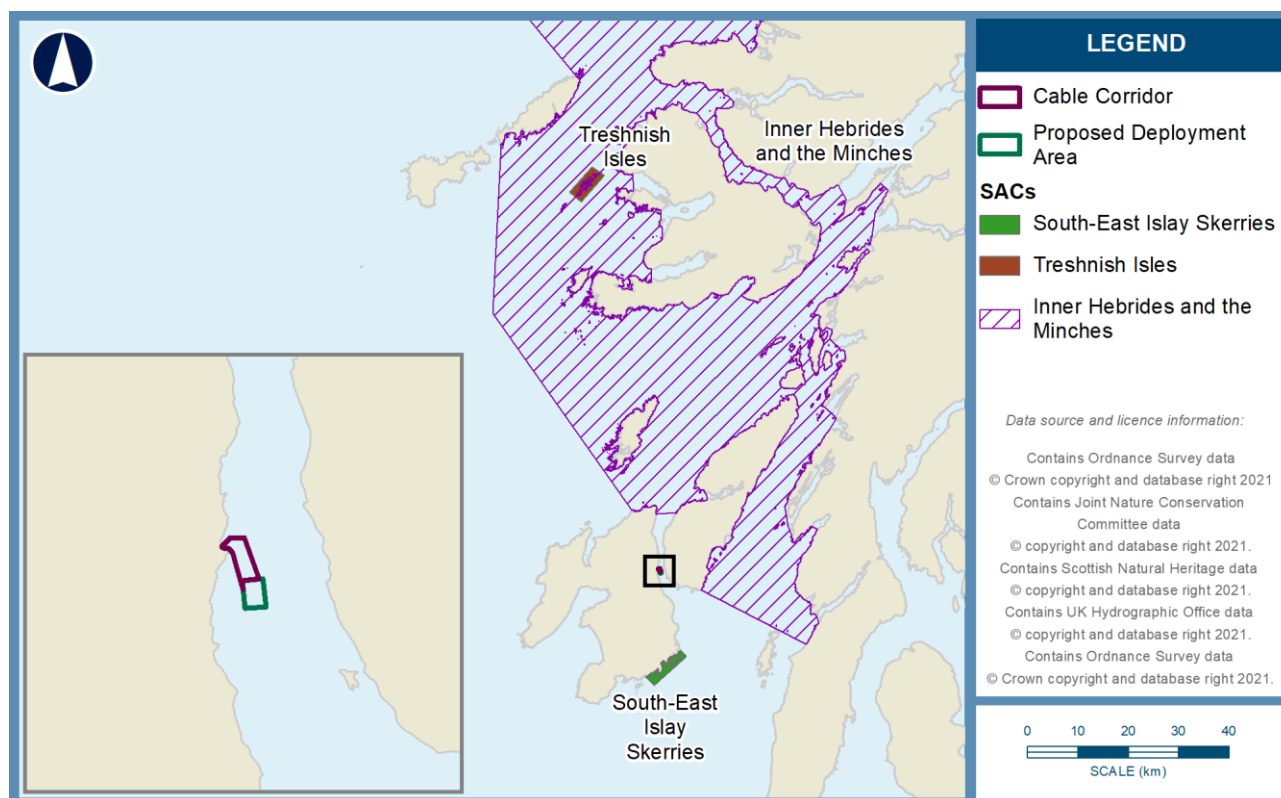 Treshnish
Isles
Inner Hebrides
and the Minches
South-East
Islay
Skerries
LEGEND
Cable Corridor
Proposed Deployment
Area
SACs
South-East Islay Skerries
Treshnish Isles
Inner Hebrides and the
Minches
Data source and licence information:
Contains Ordnance Survey data
© Crown copyright and database right 2021
Contains Joint Nature Conservation
Committee data
© copyright and database right 2021.
Contains Scottish Natural Heritage data
© copyright and database right 2021.
Contains UK Hydrographic Office data
© copyright and database right 2021.
Contains Ordnance Survey data
© Crown copyright and database right 2021.
0 10 20 30 40
SCALE (km)